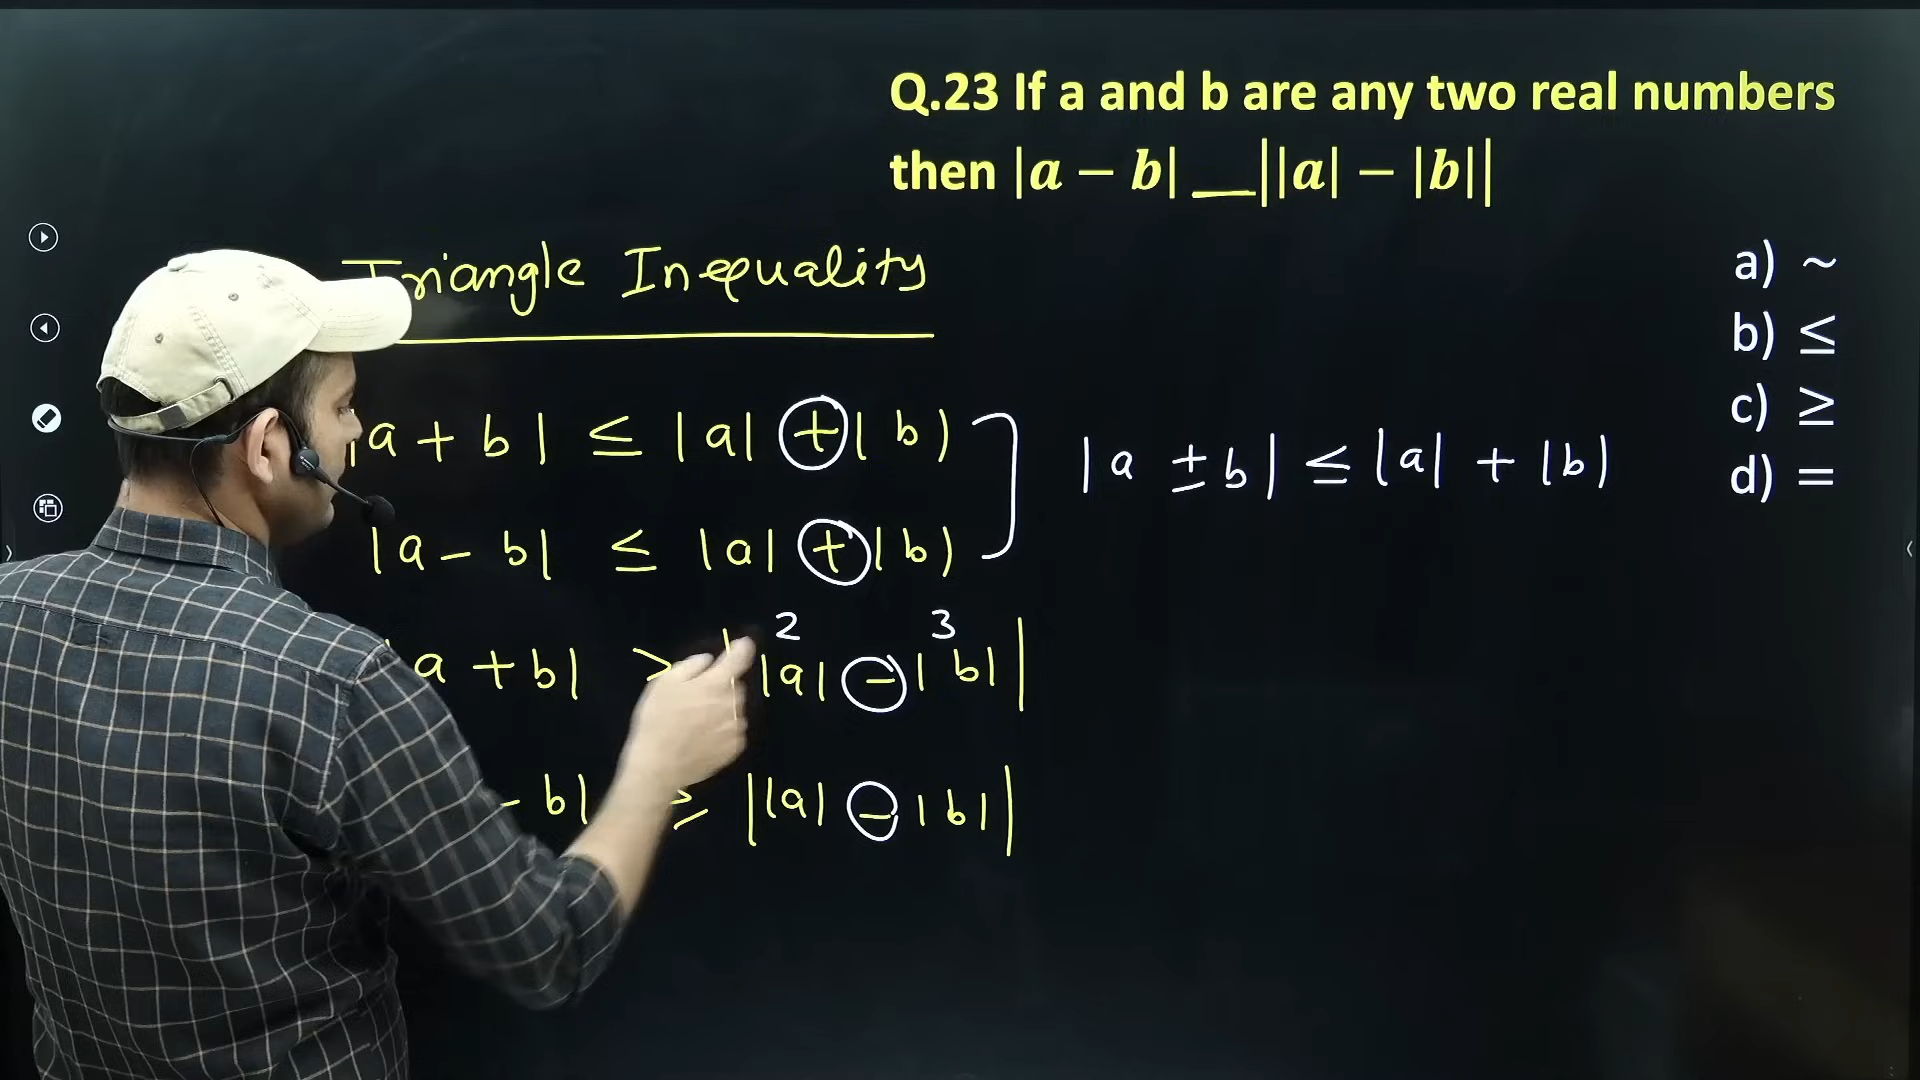 Q.23 If a and b are any two real numbers
then |a − b| __ ||a| − |b||
a) ~
b) ≤
c) ≥
d) =
Triangle Inequality
|a + b| ≤ |a| + |b|
|a − b| ≤ |a| + |b|
|a ± b| ≤ |a| + |b|
2 3
a + b| ||a| − |b||
− b| ≥ ||a| − |b||